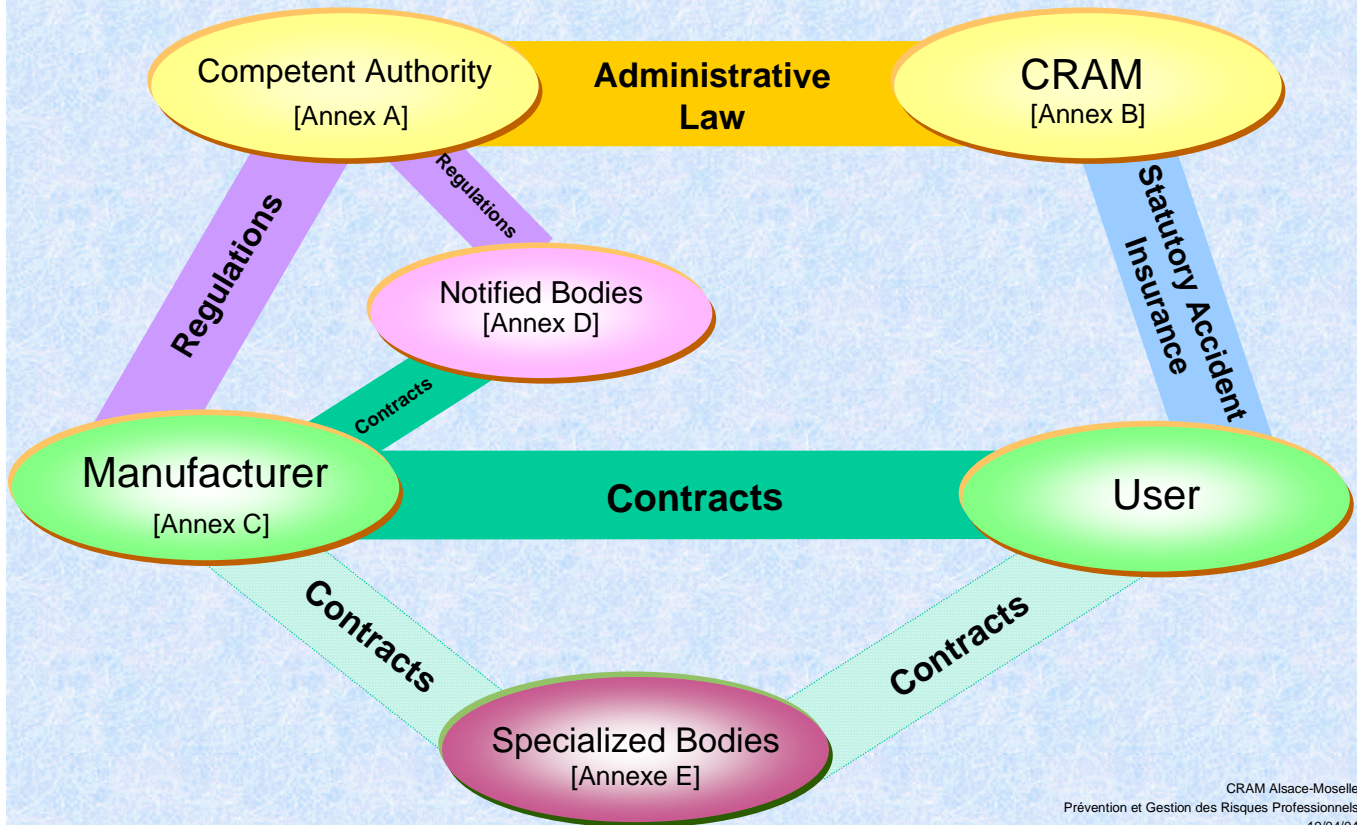 Competent Authority
[Annex A]
Administrative
Law
CRAM
[Annex B]
Regulations
Regulations
Statutory Accident
Insurance
Notified Bodies
[Annex D]
Contracts
Manufacturer
[Annex C]
Contracts
User
Contracts
Contracts
Specialized Bodies
[Annexe E]
CRAM Alsace-Moselle
Prévention et Gestion des Risques Professionnels